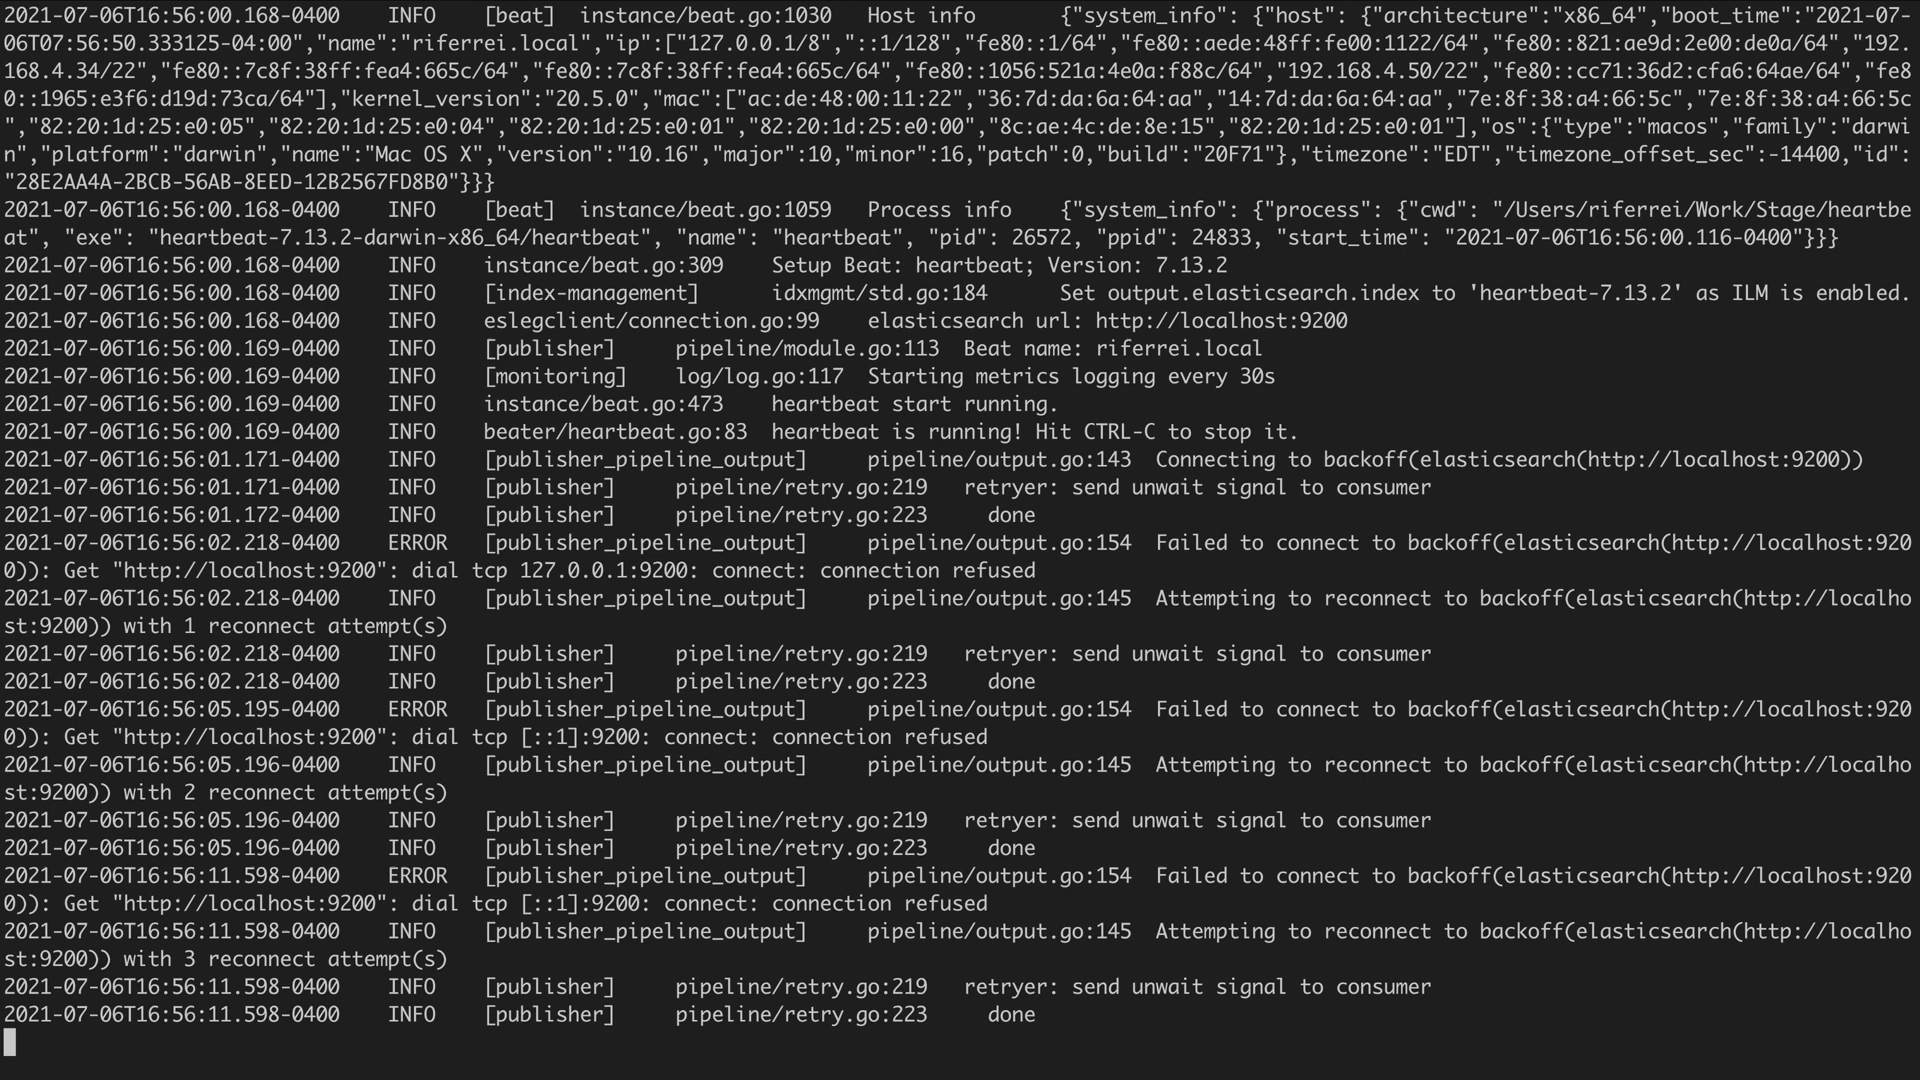 2021-07-06T16:56:00.168-0400    INFO    [beat]  instance/beat.go:1030   Host info       {"system_info": {"host": {"architecture":"x86_64","boot_time":"2021-07-
06T07:56:50.333125-04:00","name":"riferrei.local","ip":["127.0.0.1/8","::1/128","fe80::1/64","fe80::aede:48ff:fe00:1122/64","fe80::821:ae9d:2e00:de0a/64","192.
168.4.34/22","fe80::7c8f:38ff:fea4:665c/64","fe80::7c8f:38ff:fea4:665c/64","fe80::1056:521a:4e0a:f88c/64","192.168.4.50/22","fe80::cc71:36d2:cfa6:64ae/64","fe8
0::1965:e3f6:d19d:73ca/64"],"kernel_version":"20.5.0","mac":["ac:de:48:00:11:22","36:7d:da:6a:64:aa","14:7d:da:6a:64:aa","7e:8f:38:a4:66:5c","7e:8f:38:a4:66:5c
","82:20:1d:25:e0:05","82:20:1d:25:e0:04","82:20:1d:25:e0:01","82:20:1d:25:e0:00","8c:ae:4c:de:8e:15","82:20:1d:25:e0:01"],"os":{"type":"macos","family":"darwi
n","platform":"darwin","name":"Mac OS X","version":"10.16","major":10,"minor":16,"patch":0,"build":"20F71"},"timezone":"EDT","timezone_offset_sec":-14400,"id":
"28E2AA4A-2BCB-56AB-8EED-12B2567FD8B0"}}}
2021-07-06T16:56:00.168-0400    INFO    [beat]  instance/beat.go:1059   Process info    {"system_info": {"process": {"cwd": "/Users/riferrei/Work/Stage/heartbe
at", "exe": "heartbeat-7.13.2-darwin-x86_64/heartbeat", "name": "heartbeat", "pid": 26572, "ppid": 24833, "start_time": "2021-07-06T16:56:00.116-0400"}}}
2021-07-06T16:56:00.168-0400    INFO    instance/beat.go:309    Setup Beat: heartbeat; Version: 7.13.2
2021-07-06T16:56:00.168-0400    INFO    [index-management]      idxmgmt/std.go:184      Set output.elasticsearch.index to 'heartbeat-7.13.2' as ILM is enabled.
2021-07-06T16:56:00.168-0400    INFO    eslegclient/connection.go:99    elasticsearch url: http://localhost:9200
2021-07-06T16:56:00.169-0400    INFO    [publisher]     pipeline/module.go:113  Beat name: riferrei.local
2021-07-06T16:56:00.169-0400    INFO    [monitoring]    log/log.go:117  Starting metrics logging every 30s
2021-07-06T16:56:00.169-0400    INFO    instance/beat.go:473    heartbeat start running.
2021-07-06T16:56:00.169-0400    INFO    beater/heartbeat.go:83  heartbeat is running! Hit CTRL-C to stop it.
2021-07-06T16:56:01.171-0400    INFO    [publisher_pipeline_output]     pipeline/output.go:143  Connecting to backoff(elasticsearch(http://localhost:9200))
2021-07-06T16:56:01.171-0400    INFO    [publisher]     pipeline/retry.go:219   retryer: send unwait signal to consumer
2021-07-06T16:56:01.172-0400    INFO    [publisher]     pipeline/retry.go:223     done
2021-07-06T16:56:02.218-0400    ERROR   [publisher_pipeline_output]     pipeline/output.go:154  Failed to connect to backoff(elasticsearch(http://localhost:920
0)): Get "http://localhost:9200": dial tcp 127.0.0.1:9200: connect: connection refused
2021-07-06T16:56:02.218-0400    INFO    [publisher_pipeline_output]     pipeline/output.go:145  Attempting to reconnect to backoff(elasticsearch(http://localho
st:9200)) with 1 reconnect attempt(s)
2021-07-06T16:56:02.218-0400    INFO    [publisher]     pipeline/retry.go:219   retryer: send unwait signal to consumer
2021-07-06T16:56:02.218-0400    INFO    [publisher]     pipeline/retry.go:223     done
2021-07-06T16:56:05.195-0400    ERROR   [publisher_pipeline_output]     pipeline/output.go:154  Failed to connect to backoff(elasticsearch(http://localhost:920
0)): Get "http://localhost:9200": dial tcp [::1]:9200: connect: connection refused
2021-07-06T16:56:05.196-0400    INFO    [publisher_pipeline_output]     pipeline/output.go:145  Attempting to reconnect to backoff(elasticsearch(http://localho
st:9200)) with 2 reconnect attempt(s)
2021-07-06T16:56:05.196-0400    INFO    [publisher]     pipeline/retry.go:219   retryer: send unwait signal to consumer
2021-07-06T16:56:05.196-0400    INFO    [publisher]     pipeline/retry.go:223     done
2021-07-06T16:56:11.598-0400    ERROR   [publisher_pipeline_output]     pipeline/output.go:154  Failed to connect to backoff(elasticsearch(http://localhost:920
0)): Get "http://localhost:9200": dial tcp [::1]:9200: connect: connection refused
2021-07-06T16:56:11.598-0400    INFO    [publisher_pipeline_output]     pipeline/output.go:145  Attempting to reconnect to backoff(elasticsearch(http://localho
st:9200)) with 3 reconnect attempt(s)
2021-07-06T16:56:11.598-0400    INFO    [publisher]     pipeline/retry.go:219   retryer: send unwait signal to consumer
2021-07-06T16:56:11.598-0400    INFO    [publisher]     pipeline/retry.go:223     done